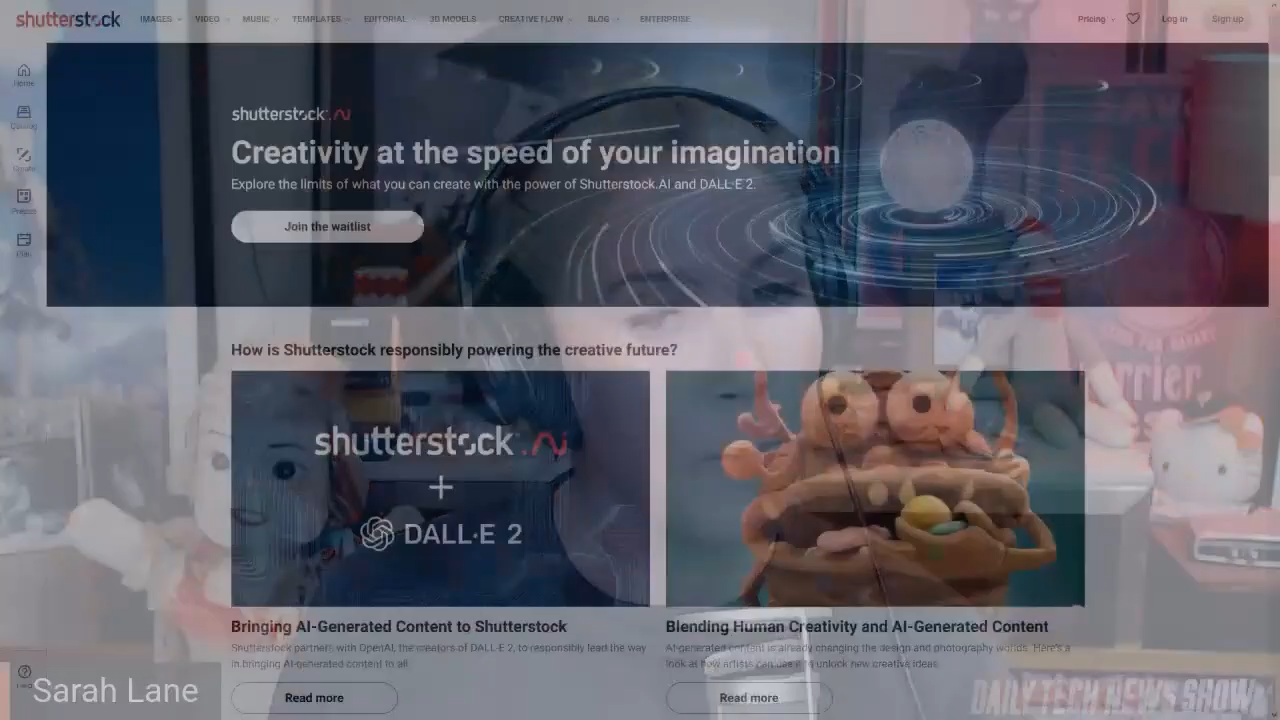 shutterstock
IMAGES
VIDEO
MUSIC
TEMPLATES
EDITORIAL
3D MODELS
CREATIVE FLOW
BLOG
ENTERPRISE
Pricing
Log in
Sign up
Home
Catalog
Create
Predict
Plan
shutterstock.AI
Creativity at the speed of your imagination
Explore the limits of what you can create with the power of Shutterstock.AI and DALL·E 2.
Join the waitlist
How is Shutterstock responsibly powering the creative future?
shutterstock.AI
+
DALL·E 2
Bringing AI-Generated Content to Shutterstock
Shutterstock partners with OpenAI, the creators of DALL-E 2, to responsibly lead the way
in bringing AI-generated content to all.
Read more
Blending Human Creativity and AI-Generated Content
AI-generated content is already changing the design and photography worlds. Here's a
look at how artists can use it to unlock new creative ideas.
Read more
Sarah Lane
DAILY TECH NEWS SHOW